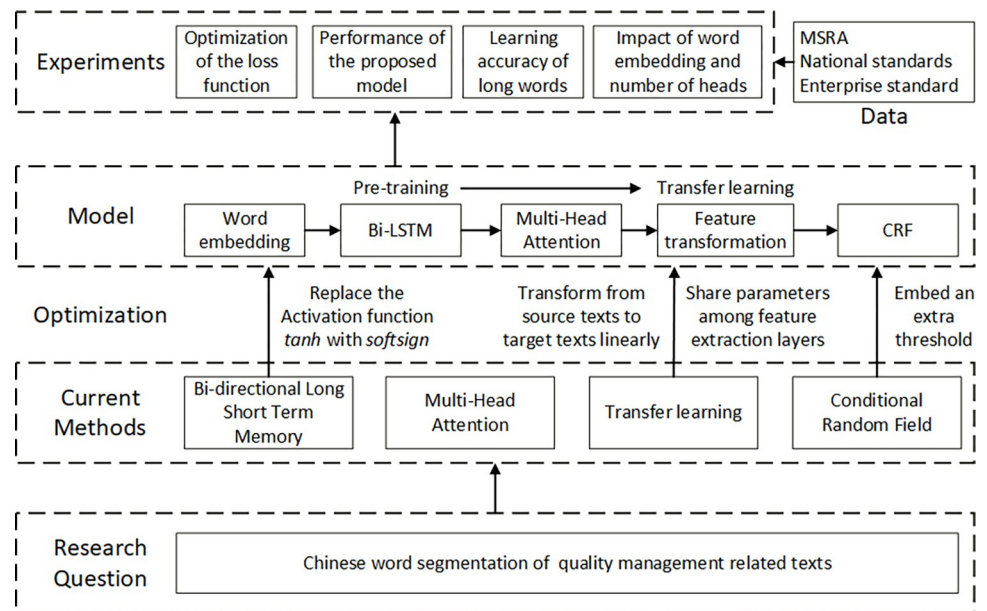 Experiments
Optimization
of the loss
function
Performance of
the proposed
model
Learning
accuracy of
long words
Impact of word
embedding and
number of heads
MSRA
National standards
Enterprise standard
Data
Model
Pre-training
Transfer learning
Word
embedding
Bi-LSTM
Multi-Head
Attention
Feature
transformation
CRF
Optimization
Replace the
Activation function
tanh with softsign
Transform from
source texts to
target texts linearly
Share parameters
among feature
extraction layers
Embed an
extra
threshold
Current
Methods
Bi-directional Long
Short Term
Memory
Multi-Head
Attention
Transfer learning
Conditional
Random Field
Research
Question
Chinese word segmentation of quality management related texts